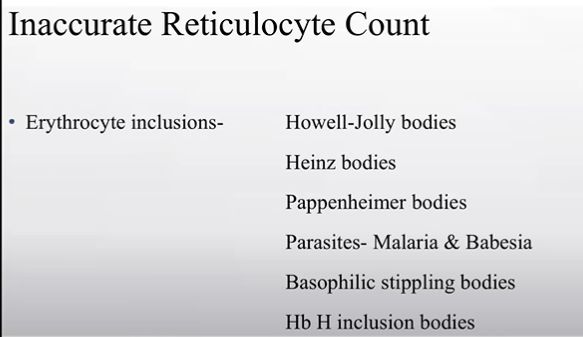 Inaccurate Reticulocyte Count
• Erythrocyte inclusions- Howell-Jolly bodies
Heinz bodies
Pappenheimer bodies
Parasites- Malaria & Babesia
Basophilic stippling bodies
Hb H inclusion bodies